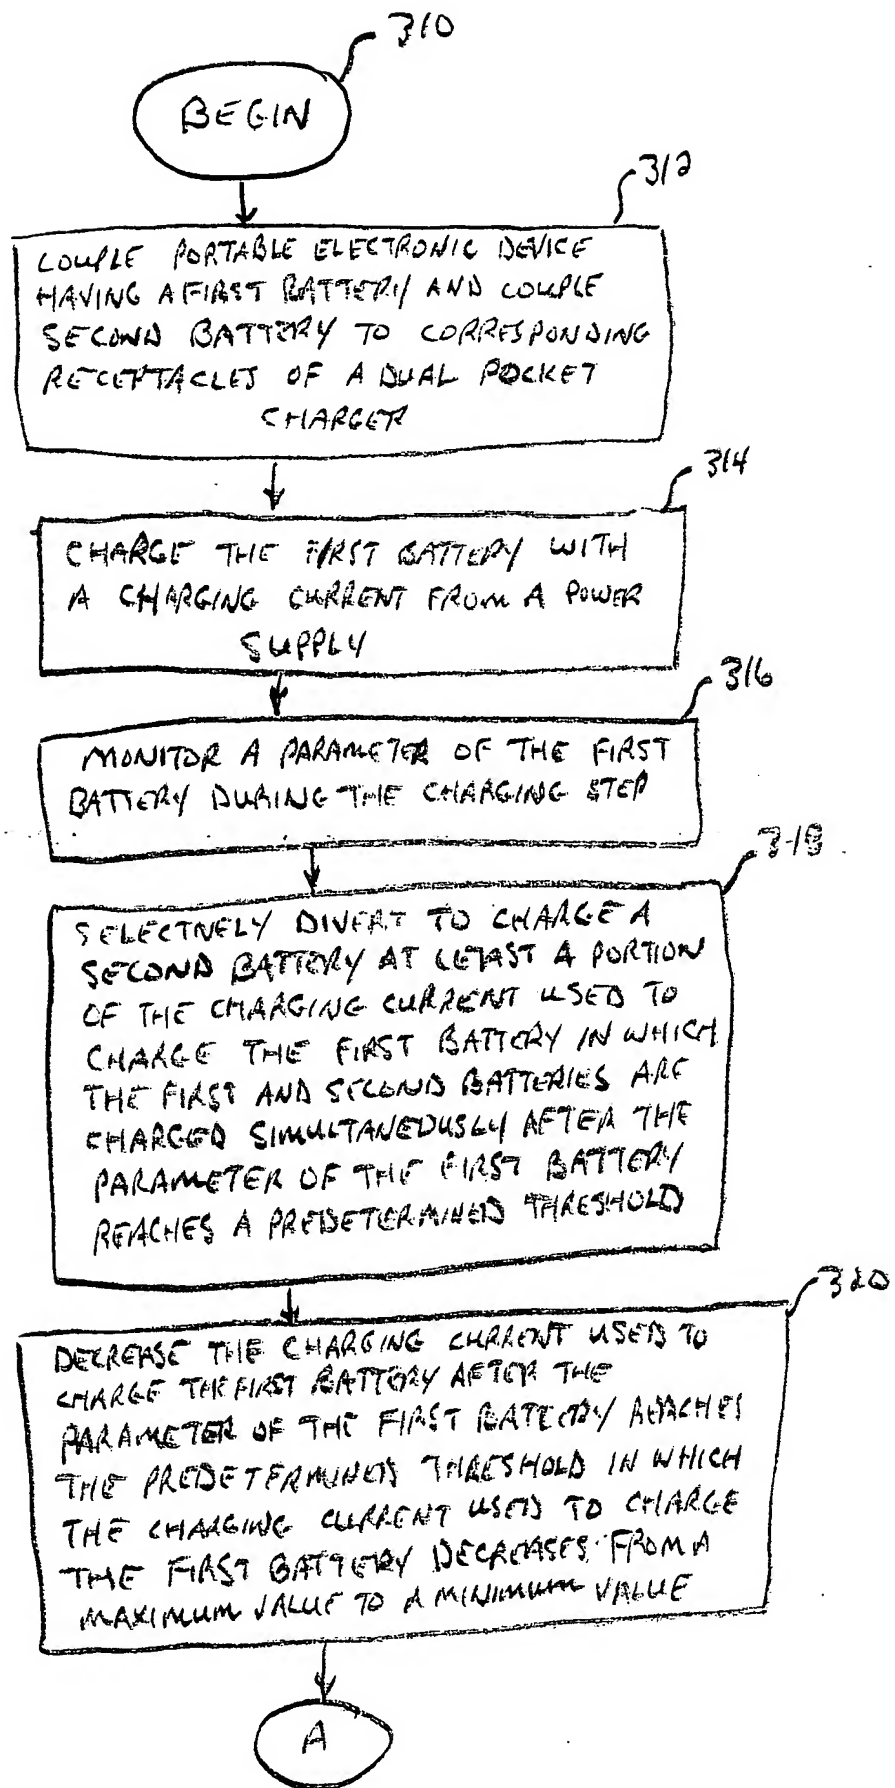 310
BEGIN
312
COUPLE PORTABLE ELECTRONIC DEVICE
HAVING A FIRST BATTERY AND COUPLE
SECOND BATTERY TO CORRESPONDING
RECEPTACLES OF A DUAL POCKET
CHARGER
314
CHARGE THE FIRST BATTERY WITH
A CHARGING CURRENT FROM A POWER
SUPPLY
316
MONITOR A PARAMETER OF THE FIRST
BATTERY DURING THE CHARGING STEP
318
SELECTIVELY DIVERT TO CHARGE A
SECOND BATTERY AT LEAST A PORTION
OF THE CHARGING CURRENT USED TO
CHARGE THE FIRST BATTERY IN WHICH
THE FIRST AND SECOND BATTERIES ARE
CHARGED SIMULTANEOUSLY AFTER THE
PARAMETER OF THE FIRST BATTERY
REACHES A PREDETERMINED THRESHOLD
320
DECREASE THE CHARGING CURRENT USED TO
CHARGE THE FIRST BATTERY AFTER THE
PARAMETER OF THE FIRST BATTERY REACHES
THE PREDETERMINED THRESHOLD IN WHICH
THE CHARGING CURRENT USED TO CHARGE
THE FIRST BATTERY DECREASES FROM A
MAXIMUM VALUE TO A MINIMUM VALUE
A